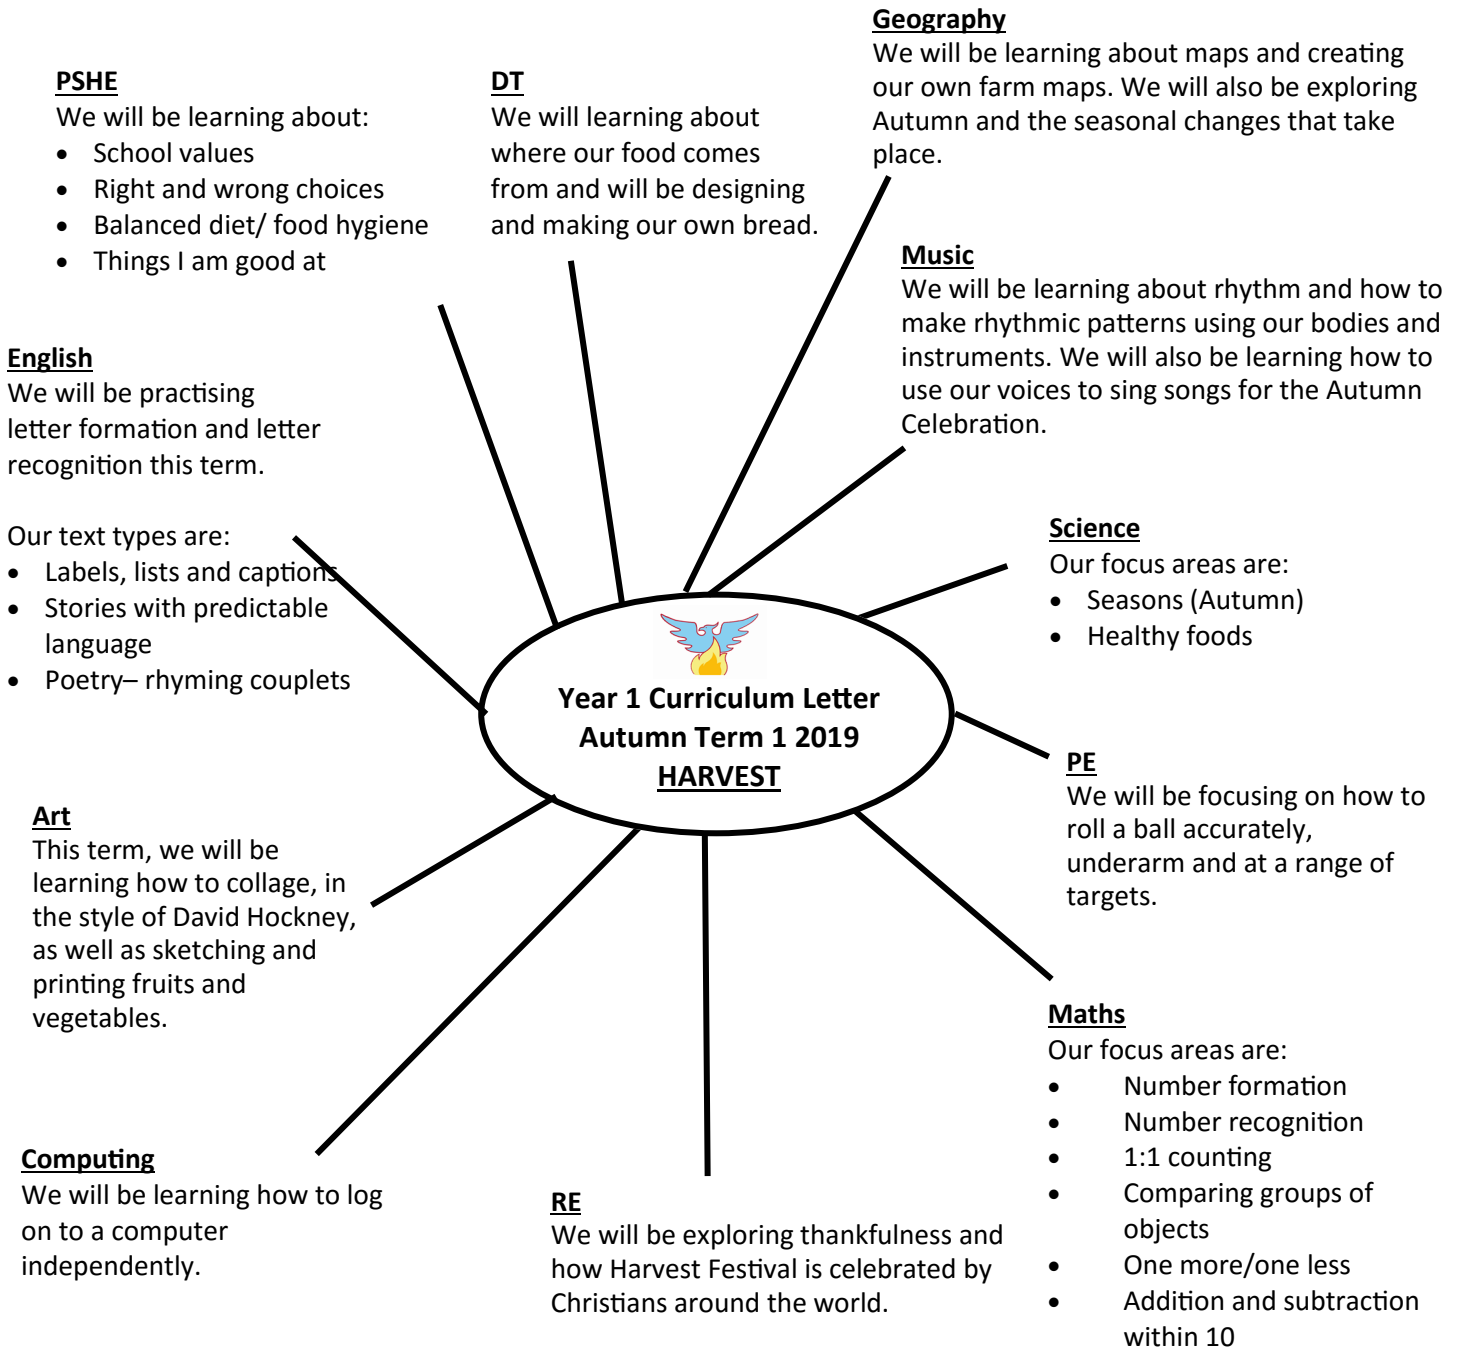 Geography
We will be learning about maps and creating
our own farm maps. We will also be exploring
Autumn and the seasonal changes that take
place.
PSHE
We will be learning about:
• School values
• Right and wrong choices
• Balanced diet/ food hygiene
• Things I am good at
DT
We will learning about
where our food comes
from and will be designing
and making our own bread.
Music
We will be learning about rhythm and how to
make rhythmic patterns using our bodies and
instruments. We will also be learning how to
use our voices to sing songs for the Autumn
Celebration.
English
We will be practising
letter formation and letter
recognition this term.
Our text types are:
• Labels, lists and captions
• Stories with predictable
language
• Poetry– rhyming couplets
Science
Our focus areas are:
• Seasons (Autumn)
• Healthy foods
Year 1 Curriculum Letter
Autumn Term 1 2019
HARVEST
PE
We will be focusing on how to
roll a ball accurately,
underarm and at a range of
targets.
Art
This term, we will be
learning how to collage, in
the style of David Hockney,
as well as sketching and
printing fruits and
vegetables.
Maths
Our focus areas are:
• Number formation
• Number recognition
• 1:1 counting
• Comparing groups of
objects
• One more/one less
• Addition and subtraction
within 10
Computing
We will be learning how to log
on to a computer
independently.
RE
We will be exploring thankfulness and
how Harvest Festival is celebrated by
Christians around the world.